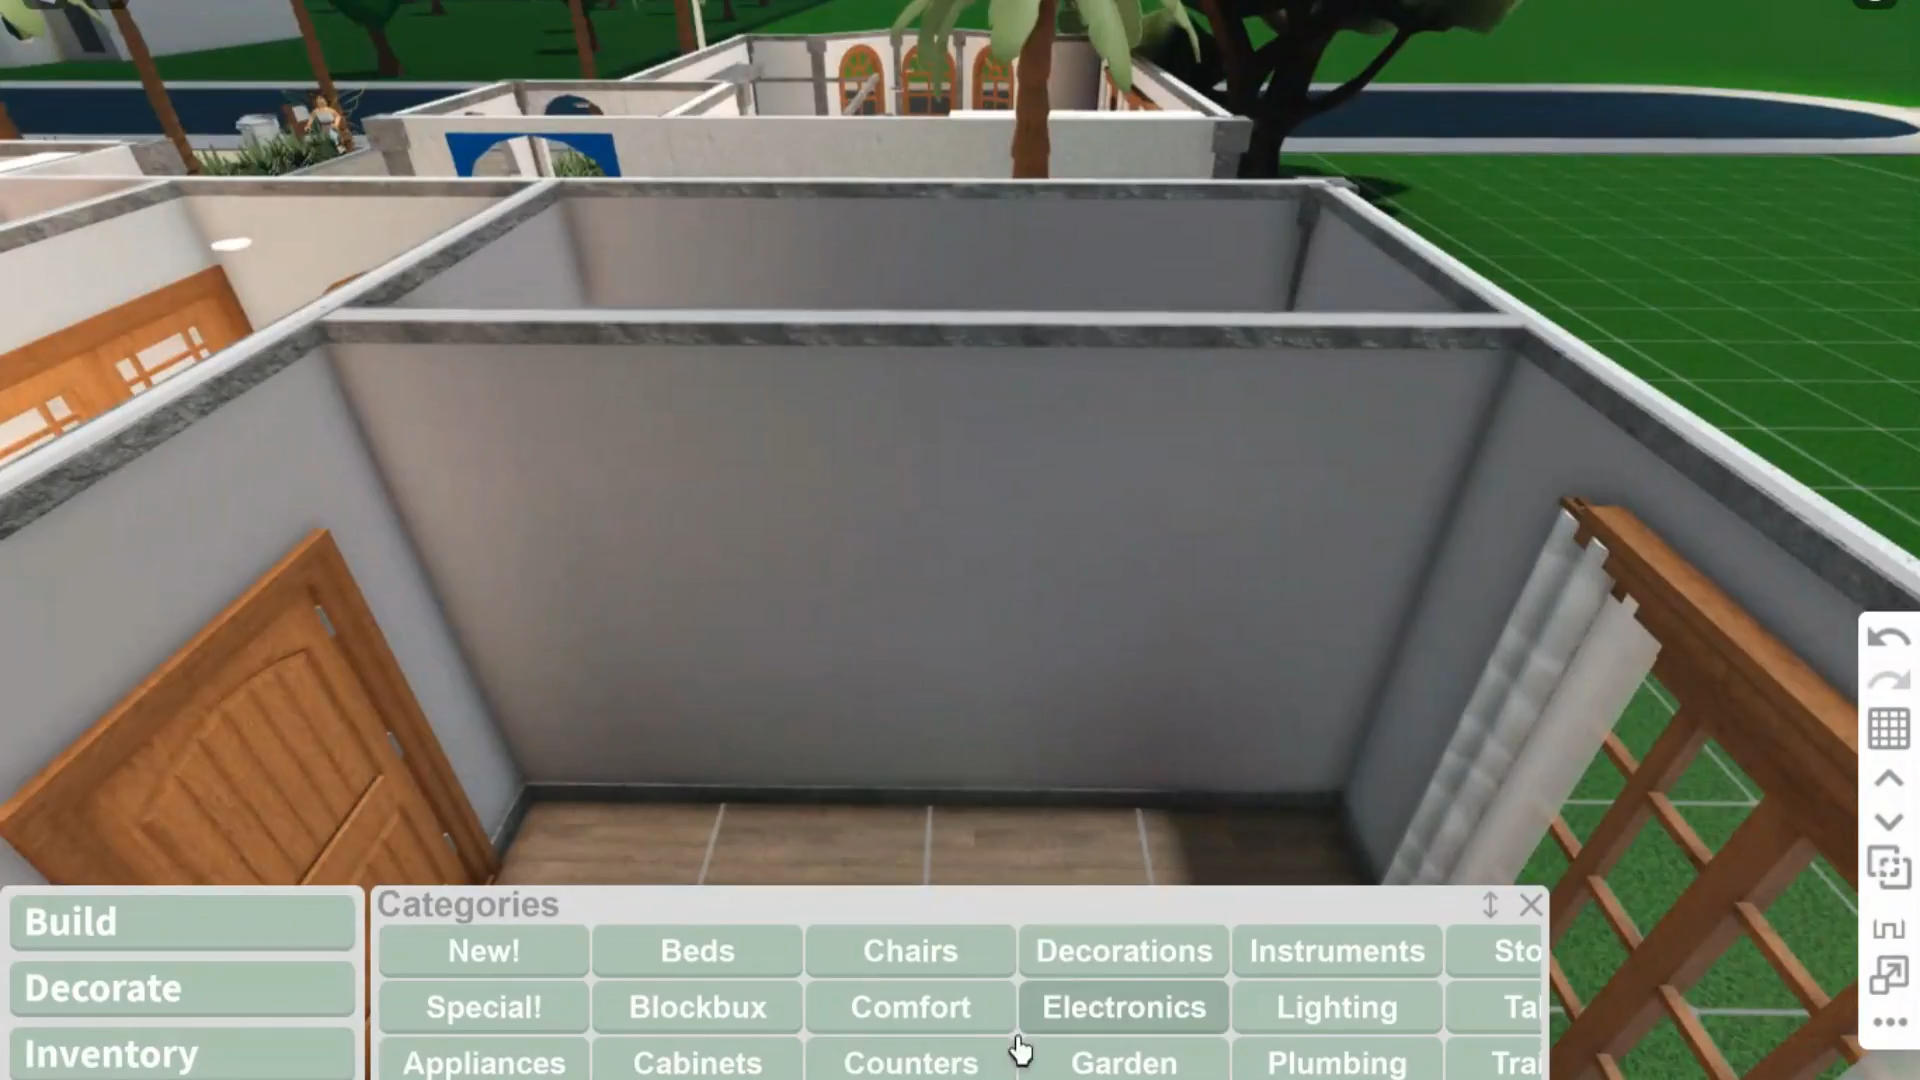 Build
Decorate
Inventory
Categories
New! Beds Chairs Decorations Instruments
Special! Blockbux Comfort Electronics Lighting
Appliances Cabinets Counters Garden Plumbing